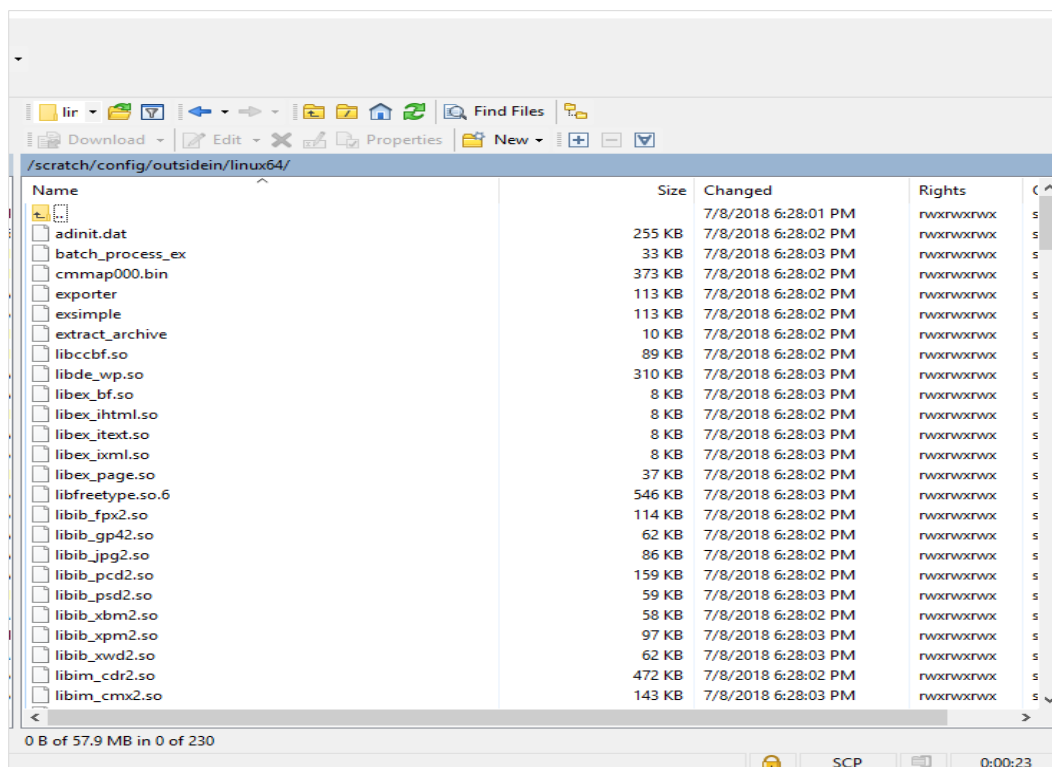 lir Find Files
Download Edit Properties New
/scratch/config/outsidein/linux64/
Name Size Changed Rights
.. 7/8/2018 6:28:01 PM rwxrwxrwx s
adinit.dat 255 KB 7/8/2018 6:28:02 PM rwxrwxrwx s
batch_process_ex 33 KB 7/8/2018 6:28:03 PM rwxrwxrwx s
cmmap000.bin 373 KB 7/8/2018 6:28:02 PM rwxrwxrwx s
exporter 113 KB 7/8/2018 6:28:02 PM rwxrwxrwx s
exsimple 113 KB 7/8/2018 6:28:02 PM rwxrwxrwx s
extract_archive 10 KB 7/8/2018 6:28:02 PM rwxrwxrwx s
libccbf.so 89 KB 7/8/2018 6:28:02 PM rwxrwxrwx s
libde_wp.so 310 KB 7/8/2018 6:28:02 PM rwxrwxrwx s
libex_bf.so 8 KB 7/8/2018 6:28:03 PM rwxrwxrwx s
libex_ihtml.so 8 KB 7/8/2018 6:28:02 PM rwxrwxrwx s
libex_itext.so 8 KB 7/8/2018 6:28:03 PM rwxrwxrwx s
libex_ixml.so 8 KB 7/8/2018 6:28:03 PM rwxrwxrwx s
libex_page.so 37 KB 7/8/2018 6:28:02 PM rwxrwxrwx s
libfreetype.so.6 546 KB 7/8/2018 6:28:03 PM rwxrwxrwx s
libib_fpx2.so 114 KB 7/8/2018 6:28:02 PM rwxrwxrwx s
libib_gp42.so 62 KB 7/8/2018 6:28:02 PM rwxrwxrwx s
libib_jpg2.so 86 KB 7/8/2018 6:28:02 PM rwxrwxrwx s
libib_pcd2.so 159 KB 7/8/2018 6:28:02 PM rwxrwxrwx s
libib_psd2.so 59 KB 7/8/2018 6:28:03 PM rwxrwxrwx s
libib_xbm2.so 58 KB 7/8/2018 6:28:02 PM rwxrwxrwx s
libib_xpm2.so 97 KB 7/8/2018 6:28:03 PM rwxrwxrwx s
libib_xwd2.so 62 KB 7/8/2018 6:28:03 PM rwxrwxrwx s
libim_cdr2.so 472 KB 7/8/2018 6:28:02 PM rwxrwxrwx s
libim_cmx2.so 143 KB 7/8/2018 6:28:03 PM rwxrwxrwx s
0 B of 57.9 MB in 0 of 230
SCP 0:00:23